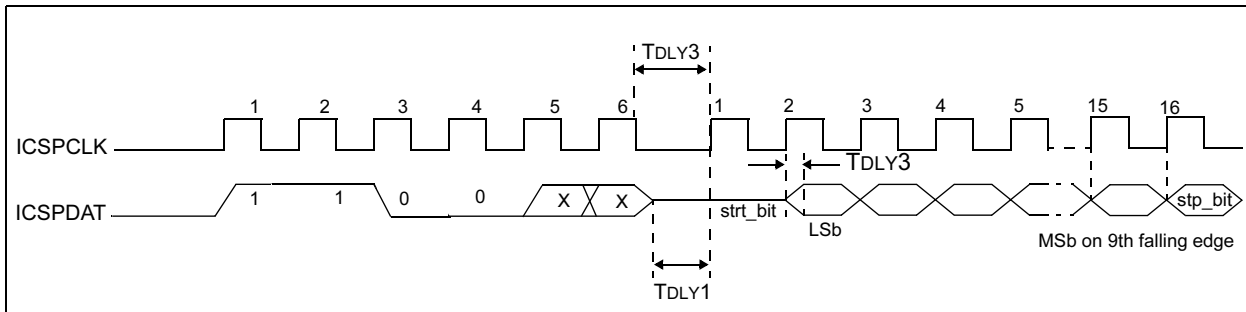 TDLY3
1 2 3 4 5 6 1 2 3 4 5 15 16
ICSPCLK
TDLY3
1 1 0 0 X X
ICSPDAT
strt_bit
LSb
stp_bit
MSb on 9th falling edge
TDLY1